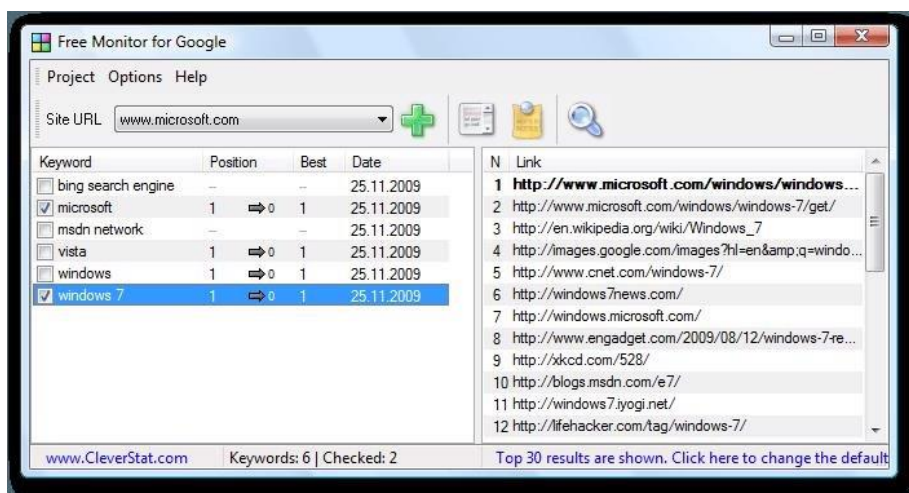 Free Monitor for Google
Project Options Help
Site URL www.microsoft.com
Keyword Position Best Date
bing search engine – – 25.11.2009
microsoft 1 0 1 25.11.2009
msdn network – – 25.11.2009
vista 1 0 1 25.11.2009
windows 1 0 1 25.11.2009
windows 7 1 0 1 25.11.2009
N Link
1 http://www.microsoft.com/windows/windows...
2 http://www.microsoft.com/windows/windows-7/get/
3 http://en.wikipedia.org/wiki/Windows_7
4 http://images.google.com/images?hl=en&amp;q=windo...
5 http://www.cnet.com/windows-7/
6 http://windows7news.com/
7 http://windows.microsoft.com/
8 http://www.engadget.com/2009/08/12/windows-7-re...
9 http://xkcd.com/528/
10 http://blogs.msdn.com/e7/
11 http://windows7.iyogi.net/
12 http://lifehacker.com/tag/windows-7/
www.CleverStat.com Keywords: 6 | Checked: 2 Top 30 results are shown. Click here to change the default